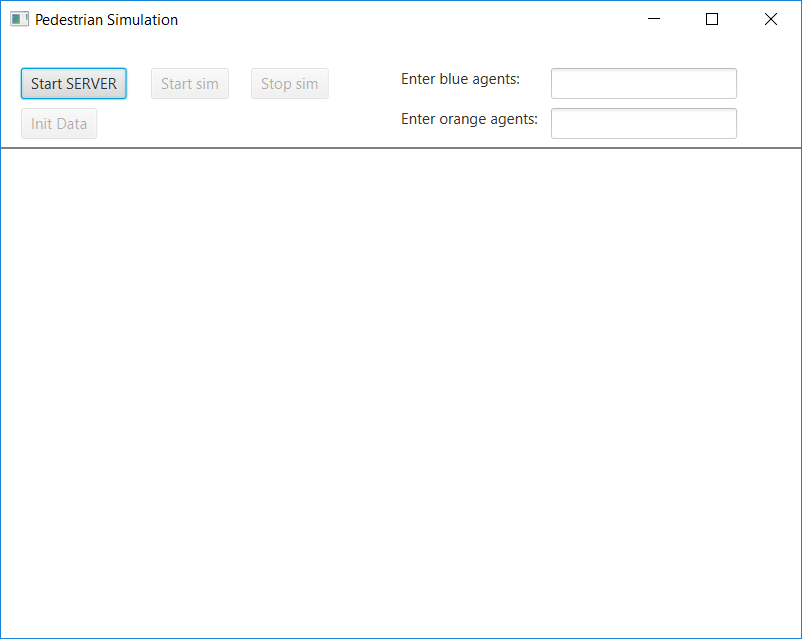 Pedestrian Simulation
Start SERVER Start sim Stop sim Enter blue agents:
Init Data Enter orange agents: